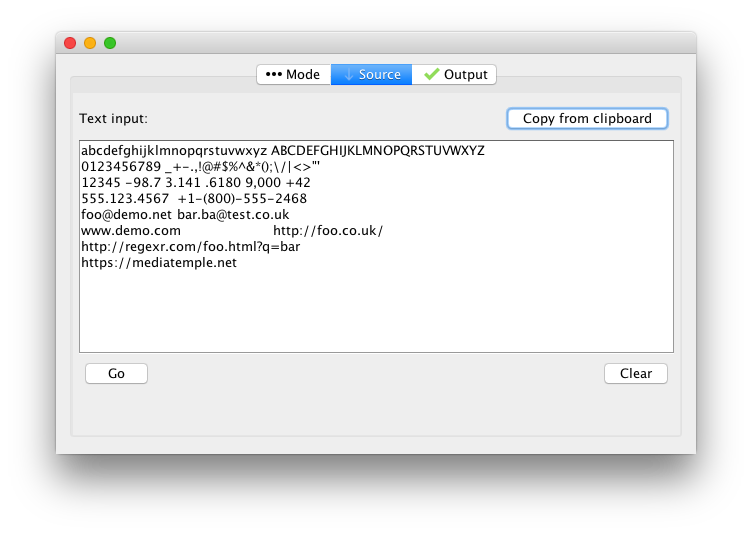 ••• Mode Source Output
Text input: Copy from clipboard
abcdefghijklmnopqrstuvwxyz ABCDEFGHIJKLMNOPQRSTUVWXYZ
0123456789 _+-.,!@#$%^&*();\/|<>"'
12345 -98.7 3.141 .6180 9,000 +42
555.123.4567  +1-(800)-555-2468
foo@demo.net bar.ba@test.co.uk
www.demo.com http://foo.co.uk/
http://regexr.com/foo.html?q=bar
https://mediatemple.net
Go Clear